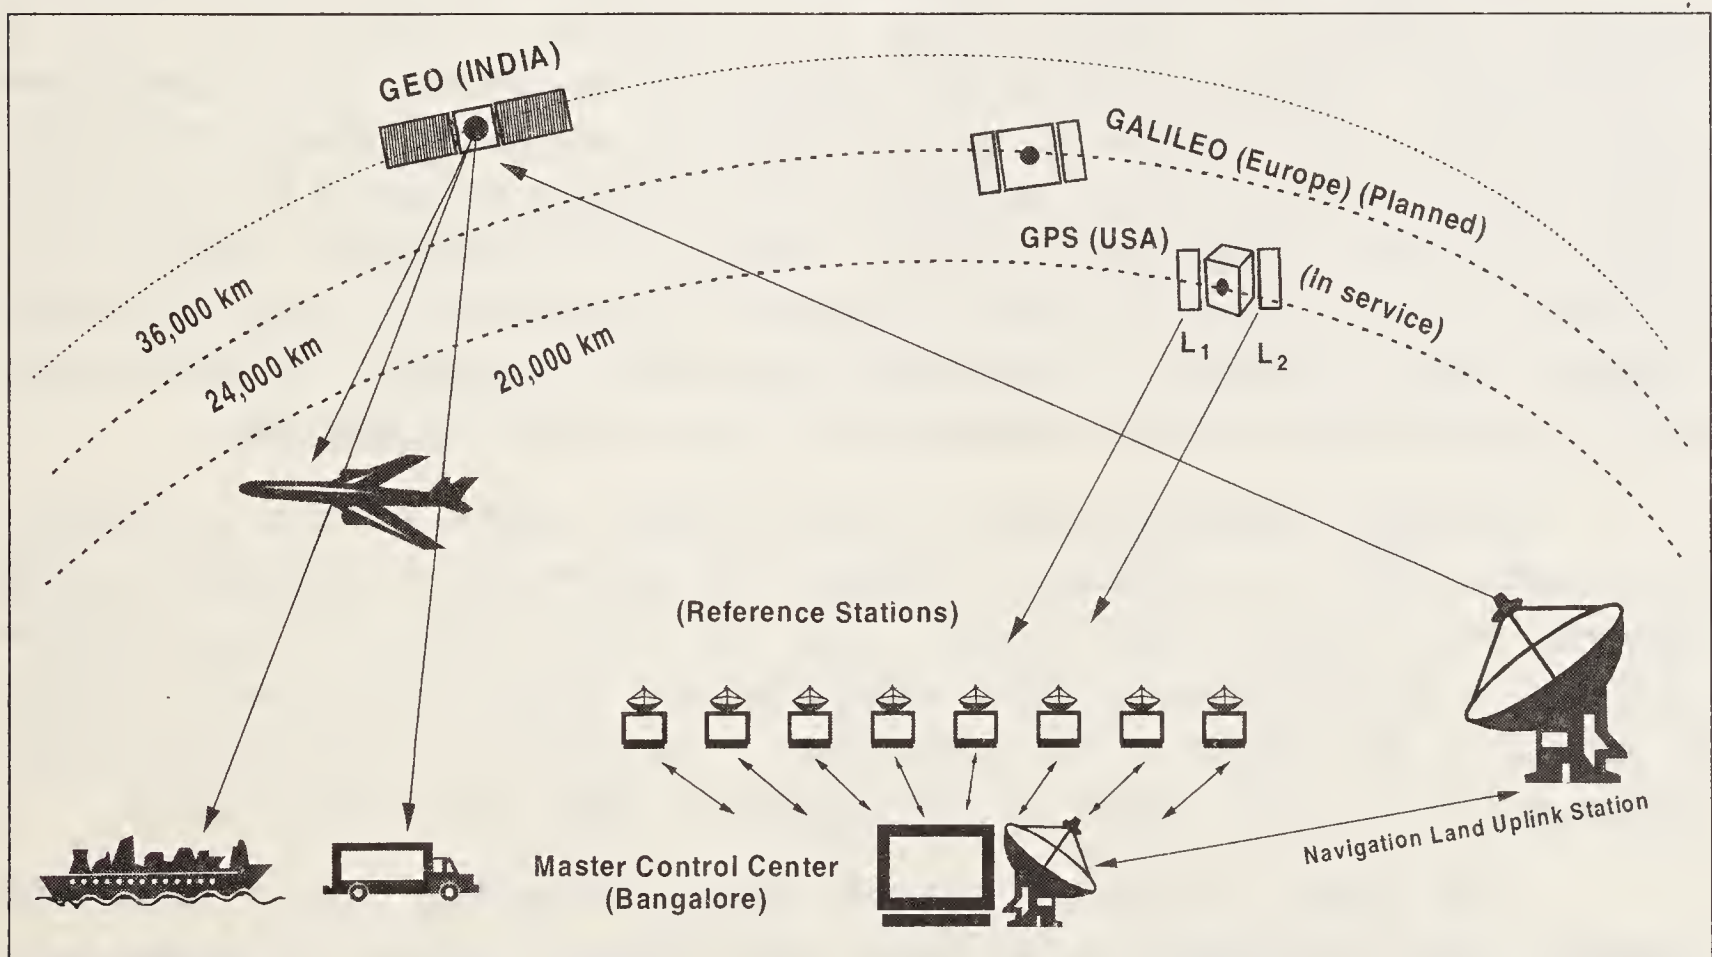 GEO (INDIA)
GALILEO (Europe) (Planned)
GPS (USA)
(In service)
36,000 km
24,000 km
20,000 km
L1
L2
(Reference Stations)
Navigation Land Uplink Station
Master Control Center
(Bangalore)